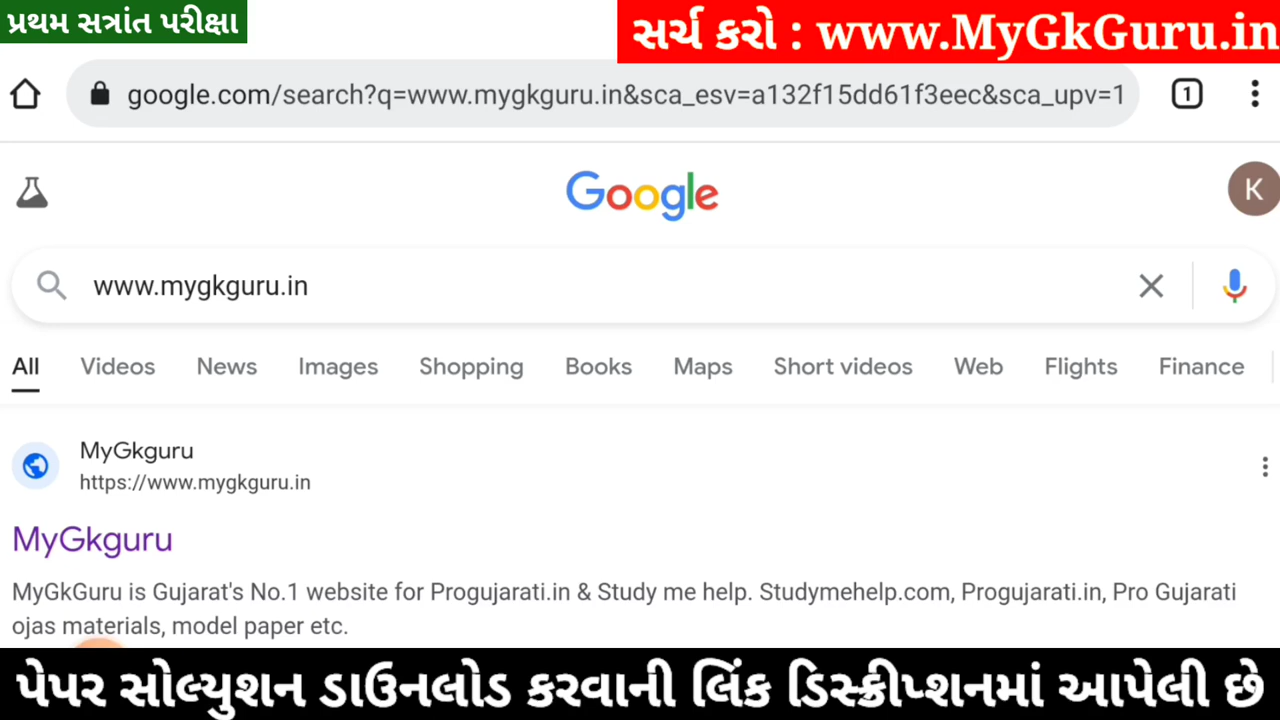 પ્રથમ સત્રાંત પરીક્ષા
સર્ચ કરો : www.MyGkGuru.in
google.com/search?q=www.mygkguru.in&sca_esv=a132f15dd61f3eec&sca_upv=1
1
Google
K
www.mygkguru.in
All Videos News Images Shopping Books Maps Short videos Web Flights Finance
MyGkguru
https://www.mygkguru.in
MyGkguru
MyGkGuru is Gujarat's No.1 website for Progujarati.in & Study me help. Studymehelp.com, Progujarati.in, Pro Gujarati
ojas materials, model paper etc.
પેપર સોલ્યુશન ડાઉનલોડ કરવાની લિંક ડિસ્ક્રીપ્શનમાં આપેલી છે